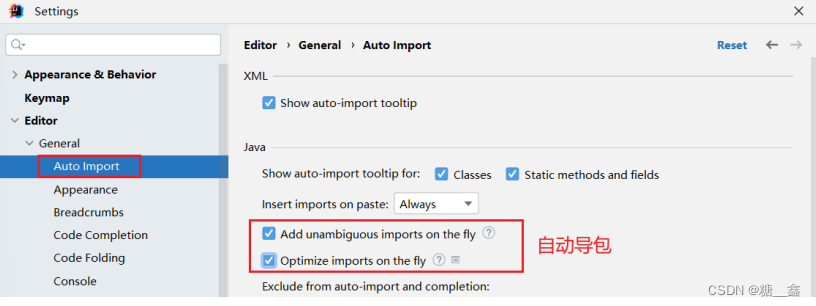 Settings
Editor › General › Auto Import
Reset
Appearance & Behavior
Keymap
Editor
General
Auto Import
Appearance
Breadcrumbs
Code Completion
Code Folding
Console
XML
Show auto-import tooltip
Java
Show auto-import tooltip for: Classes Static methods and fields
Insert imports on paste: Always
Add unambiguous imports on the fly ?
Optimize imports on the fly ?
自动导包
Exclude from auto-import and completion:
CSDN @糖__鑫